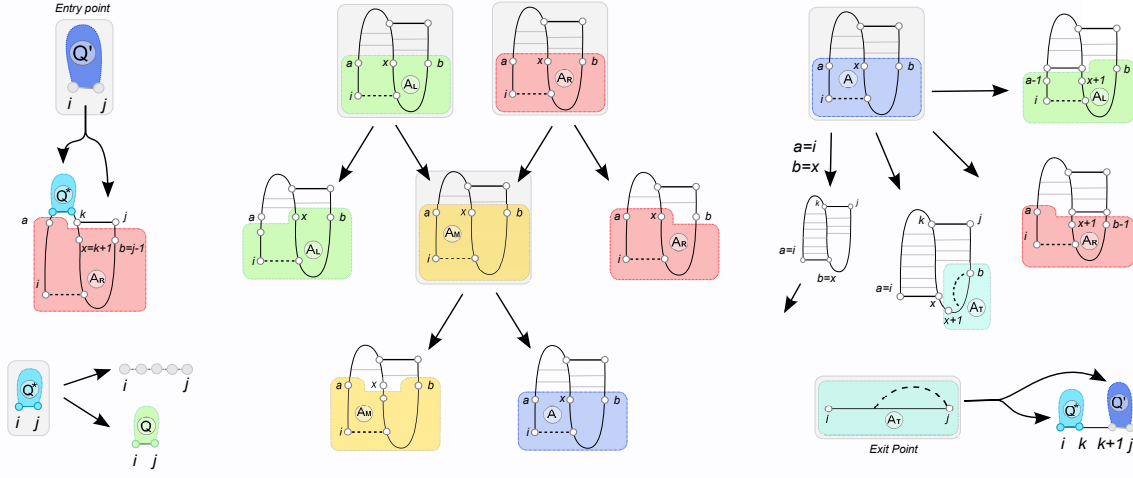 Entry point
Q'
i j
Q*
a k j
x=k+1 b=j-1
A_R
i
Q*
i j
i j
Q
i j
a x b
A_L
i
a x b
A_R
i
a x b
A_L
i
a x b
A_M
i
a x b
A_R
i
a x b
A_M
i
a x b
A
i
a x b
A
i
a-1 x+1 b
A_L
i
a=i
b=x
k j
a=i
b=x
k j
b
a=i x
x+1
A_T
a x+1 b-1
A_R
i
i j
A_T
Exit Point
Q* Q'
i k k+1 j